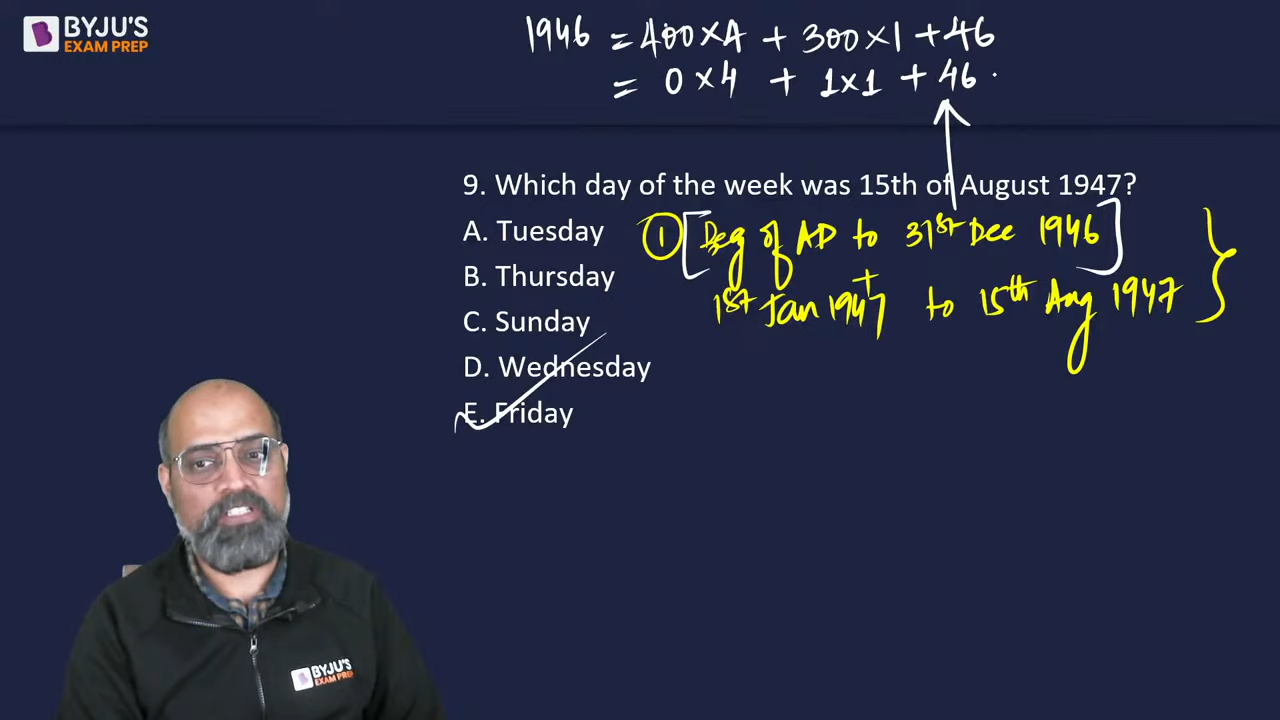 BYJU'S
EXAM PREP
1946 = 400×4 + 300×1 + 46
= 0×4 + 1×1 + 46
9. Which day of the week was 15th of August 1947?
A. Tuesday
① [Beg of AD to 31st Dec 1946]
+
B. Thursday
1st Jan 1947 to 15th Aug 1947
C. Sunday
D. Wednesday
E. Friday
BYJU'S
EXAM PREP